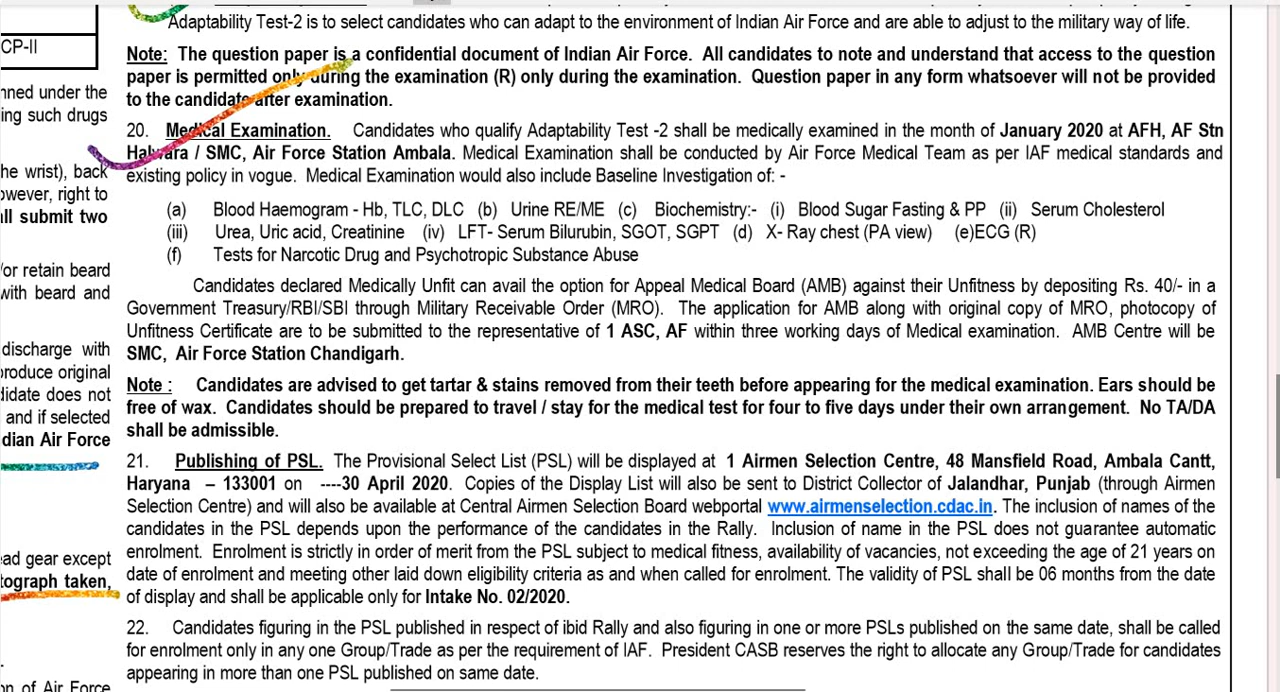 Adaptability Test-2 is to select candidates who can adapt to the environment of Indian Air Force and are able to adjust to the military way of life.
Note: The question paper is a confidential document of Indian Air Force. All candidates to note and understand that access to the question
paper is permitted only during the examination (R) only during the examination. Question paper in any form whatsoever will not be provided
to the candidate after examination.
20. Medical Examination. Candidates who qualify Adaptability Test -2 shall be medically examined in the month of January 2020 at AFH, AF Stn
Halwara / SMC, Air Force Station Ambala. Medical Examination shall be conducted by Air Force Medical Team as per IAF medical standards and
existing policy in vogue. Medical Examination would also include Baseline Investigation of: -
(a) Blood Haemogram - Hb, TLC, DLC (b) Urine RE/ME (c) Biochemistry:- (i) Blood Sugar Fasting & PP (ii) Serum Cholesterol
(iii) Urea, Uric acid, Creatinine (iv) LFT- Serum Bilurubin, SGOT, SGPT (d) X- Ray chest (PA view) (e)ECG (R)
(f) Tests for Narcotic Drug and Psychotropic Substance Abuse
Candidates declared Medically Unfit can avail the option for Appeal Medical Board (AMB) against their Unfitness by depositing Rs. 40/- in a
Government Treasury/RBI/SBI through Military Receivable Order (MRO). The application for AMB along with original copy of MRO, photocopy of
Unfitness Certificate are to be submitted to the representative of 1 ASC, AF within three working days of Medical examination. AMB Centre will be
SMC, Air Force Station Chandigarh.
Note : Candidates are advised to get tartar & stains removed from their teeth before appearing for the medical examination. Ears should be
free of wax. Candidates should be prepared to travel / stay for the medical test for four to five days under their own arrangement. No TA/DA
shall be admissible.
21. Publishing of PSL. The Provisional Select List (PSL) will be displayed at 1 Airmen Selection Centre, 48 Mansfield Road, Ambala Cantt,
Haryana – 133001 on ----30 April 2020. Copies of the Display List will also be sent to District Collector of Jalandhar, Punjab (through Airmen
Selection Centre) and will also be available at Central Airmen Selection Board webportal www.airmenselection.cdac.in. The inclusion of names of the
candidates in the PSL depends upon the performance of the candidates in the Rally. Inclusion of name in the PSL does not guarantee automatic
enrolment. Enrolment is strictly in order of merit from the PSL subject to medical fitness, availability of vacancies, not exceeding the age of 21 years on
date of enrolment and meeting other laid down eligibility criteria as and when called for enrolment. The validity of PSL shall be 06 months from the date
of display and shall be applicable only for Intake No. 02/2020.
22. Candidates figuring in the PSL published in respect of ibid Rally and also figuring in one or more PSLs published on the same date, shall be called
for enrolment only in any one Group/Trade as per the requirement of IAF. President CASB reserves the right to allocate any Group/Trade for candidates
appearing in more than one PSL published on same date.
CP-II
under the
ing such drugs
he wrist), back
right to
submit two
/or retain beard
with beard and
discharge with
original
does not
and if selected
Air Force
gear except
taken,
of Air Force